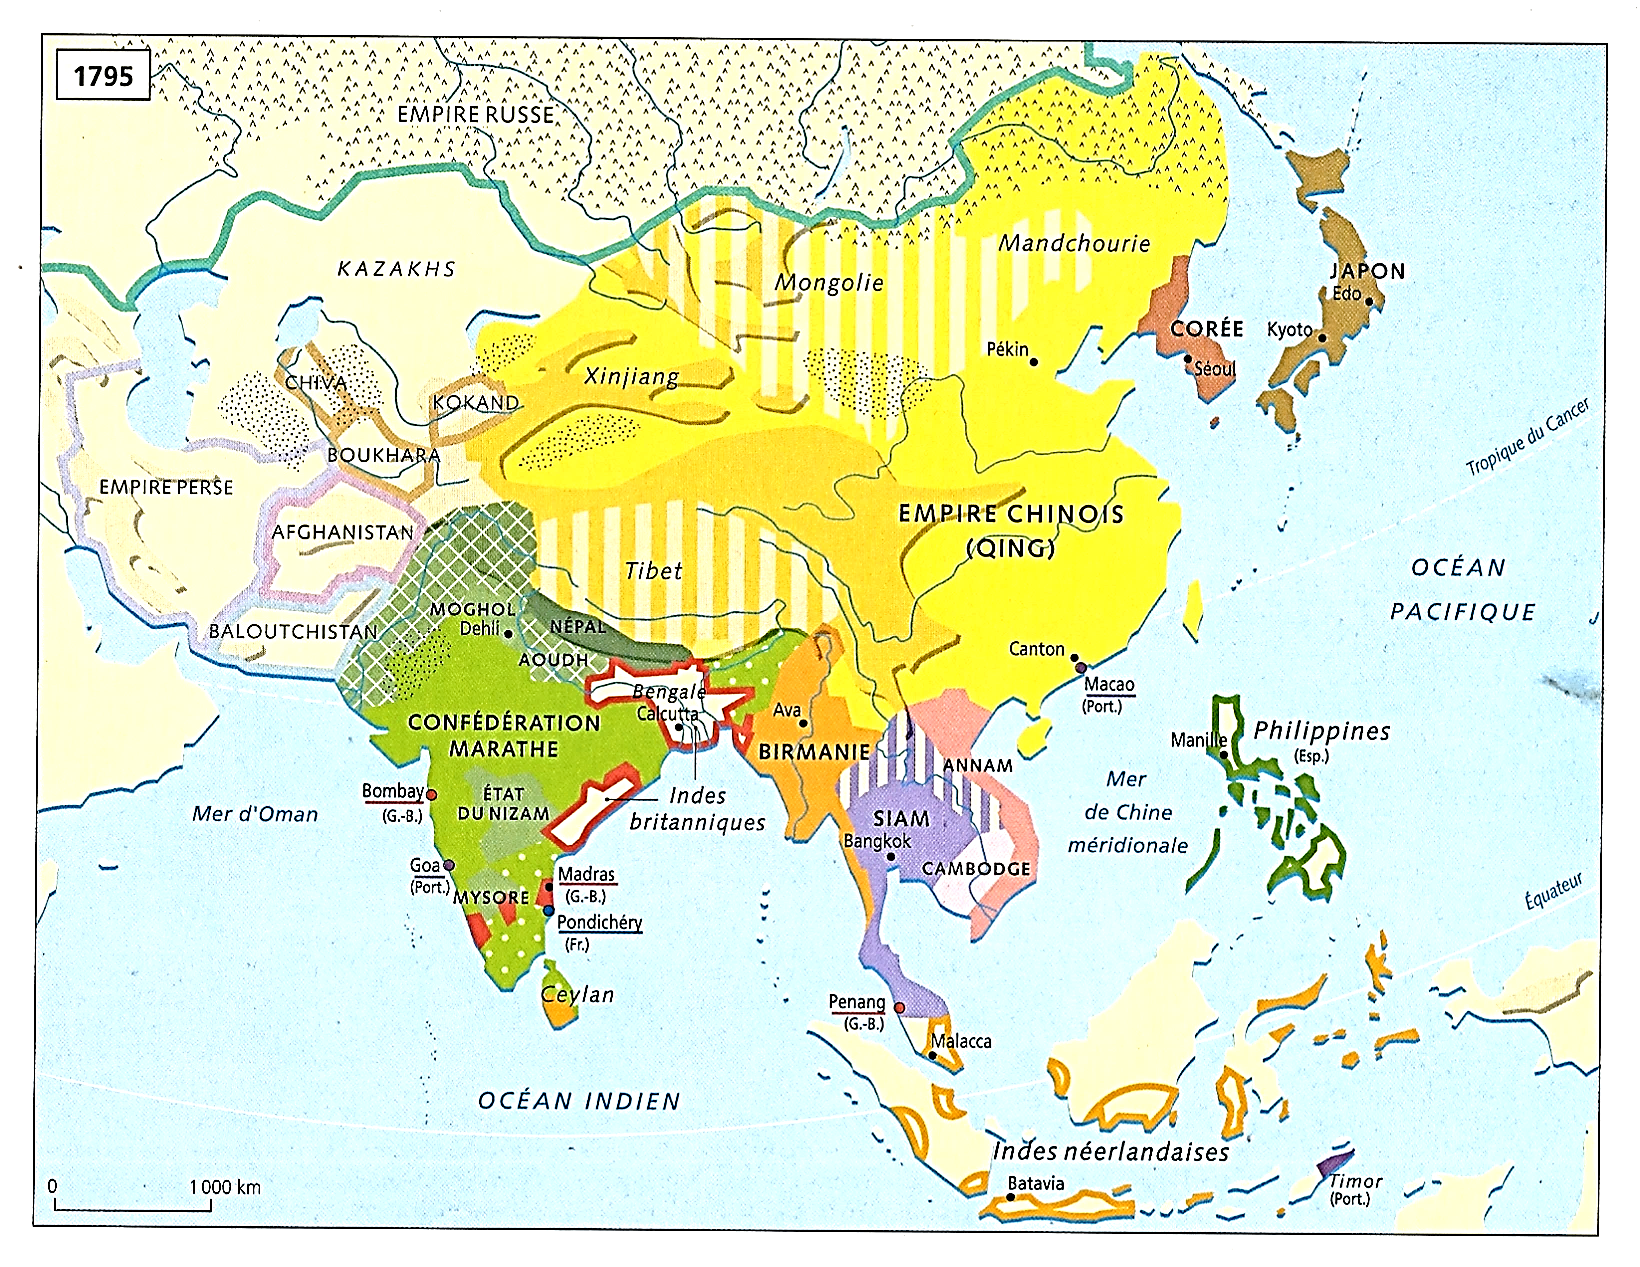 1795
EMPIRE RUSSE
KAZAKHS
Mongolie
Mandchourie
JAPON
Edo
CORÉE
Kyoto
Séoul
Pékin
Xinjiang
CHIVA
KOKAND
BOUKHARA
EMPIRE PERSE
AFGHANISTAN
BALOUTCHISTAN
Tropique du Cancer
EMPIRE CHINOIS
(QING)
Tibet
OCÉAN
PACIFIQUE
MOGHOL
Dehli
NÉPAL
AOUDH
Canton
Macao
(Port.)
Bengale
Calcutta
CONFÉDÉRATION
MARATHE
Ava
BIRMANIE
ANNAM
Manille
Philippines
(Esp.)
Bombay
(G.-B.)
ÉTAT
DU NIZAM
Indes
britanniques
Mer d'Oman
Mer
de Chine
méridionale
SIAM
Bangkok
CAMBODGE
Goa
(Port.)
MYSORE
Madras
(G.-B.)
Pondichéry
(Fr.)
Équateur
Ceylan
Penang
(G.-B.)
Malacca
OCÉAN INDIEN
Indes néerlandaises
Batavia
Timor
(Port.)
0 1 000 km